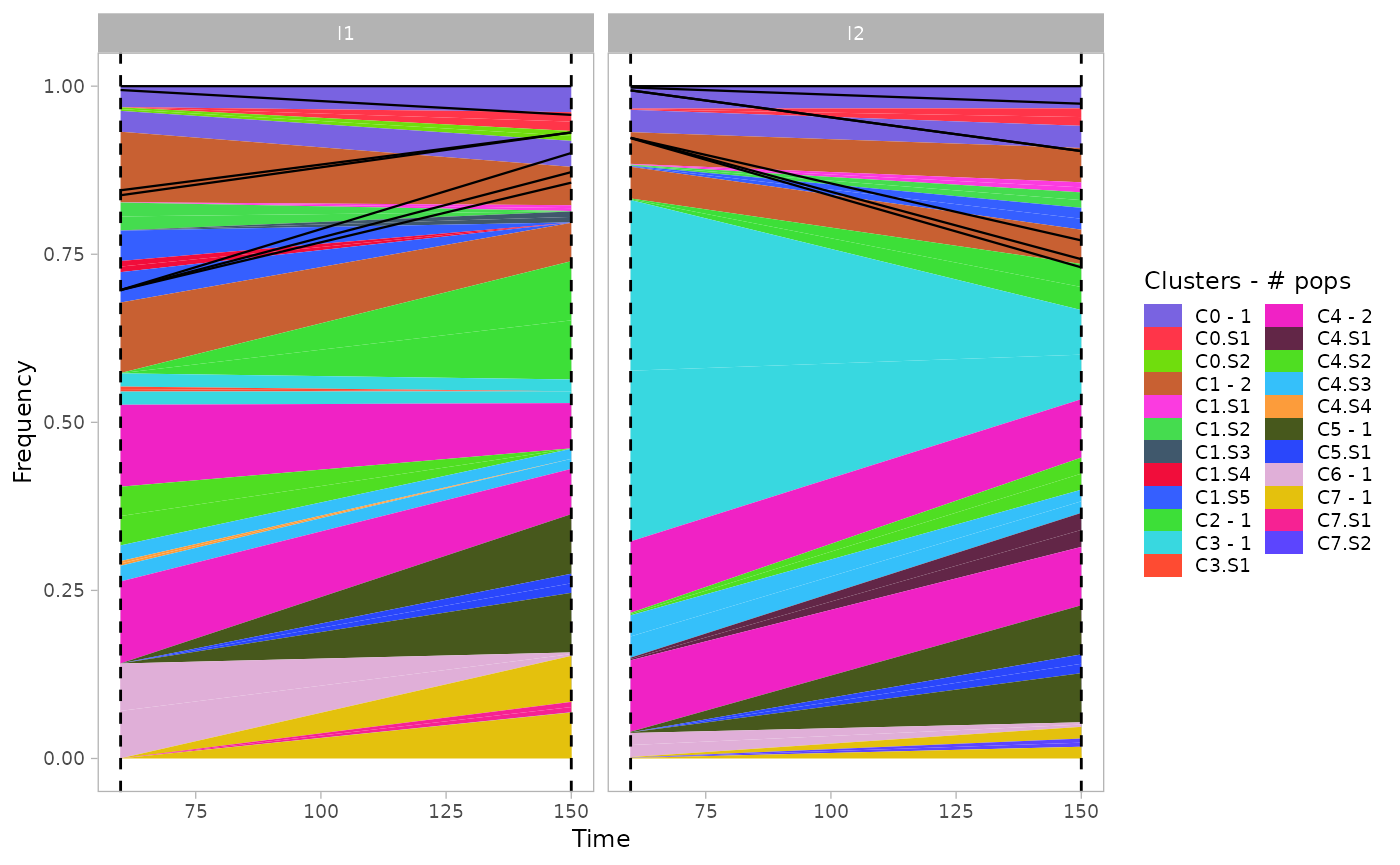 I1
I2
1.00
0.75
0.50
0.25
0.00
Frequency
75
100
125
150
75
100
125
150
Time
Clusters - # pops
C0 - 1
C0.S1
C0.S2
C1 - 2
C1.S1
C1.S2
C1.S3
C1.S4
C1.S5
C2 - 1
C3 - 1
C3.S1
C4 - 2
C4.S1
C4.S2
C4.S3
C4.S4
C5 - 1
C5.S1
C6 - 1
C7 - 1
C7.S1
C7.S2